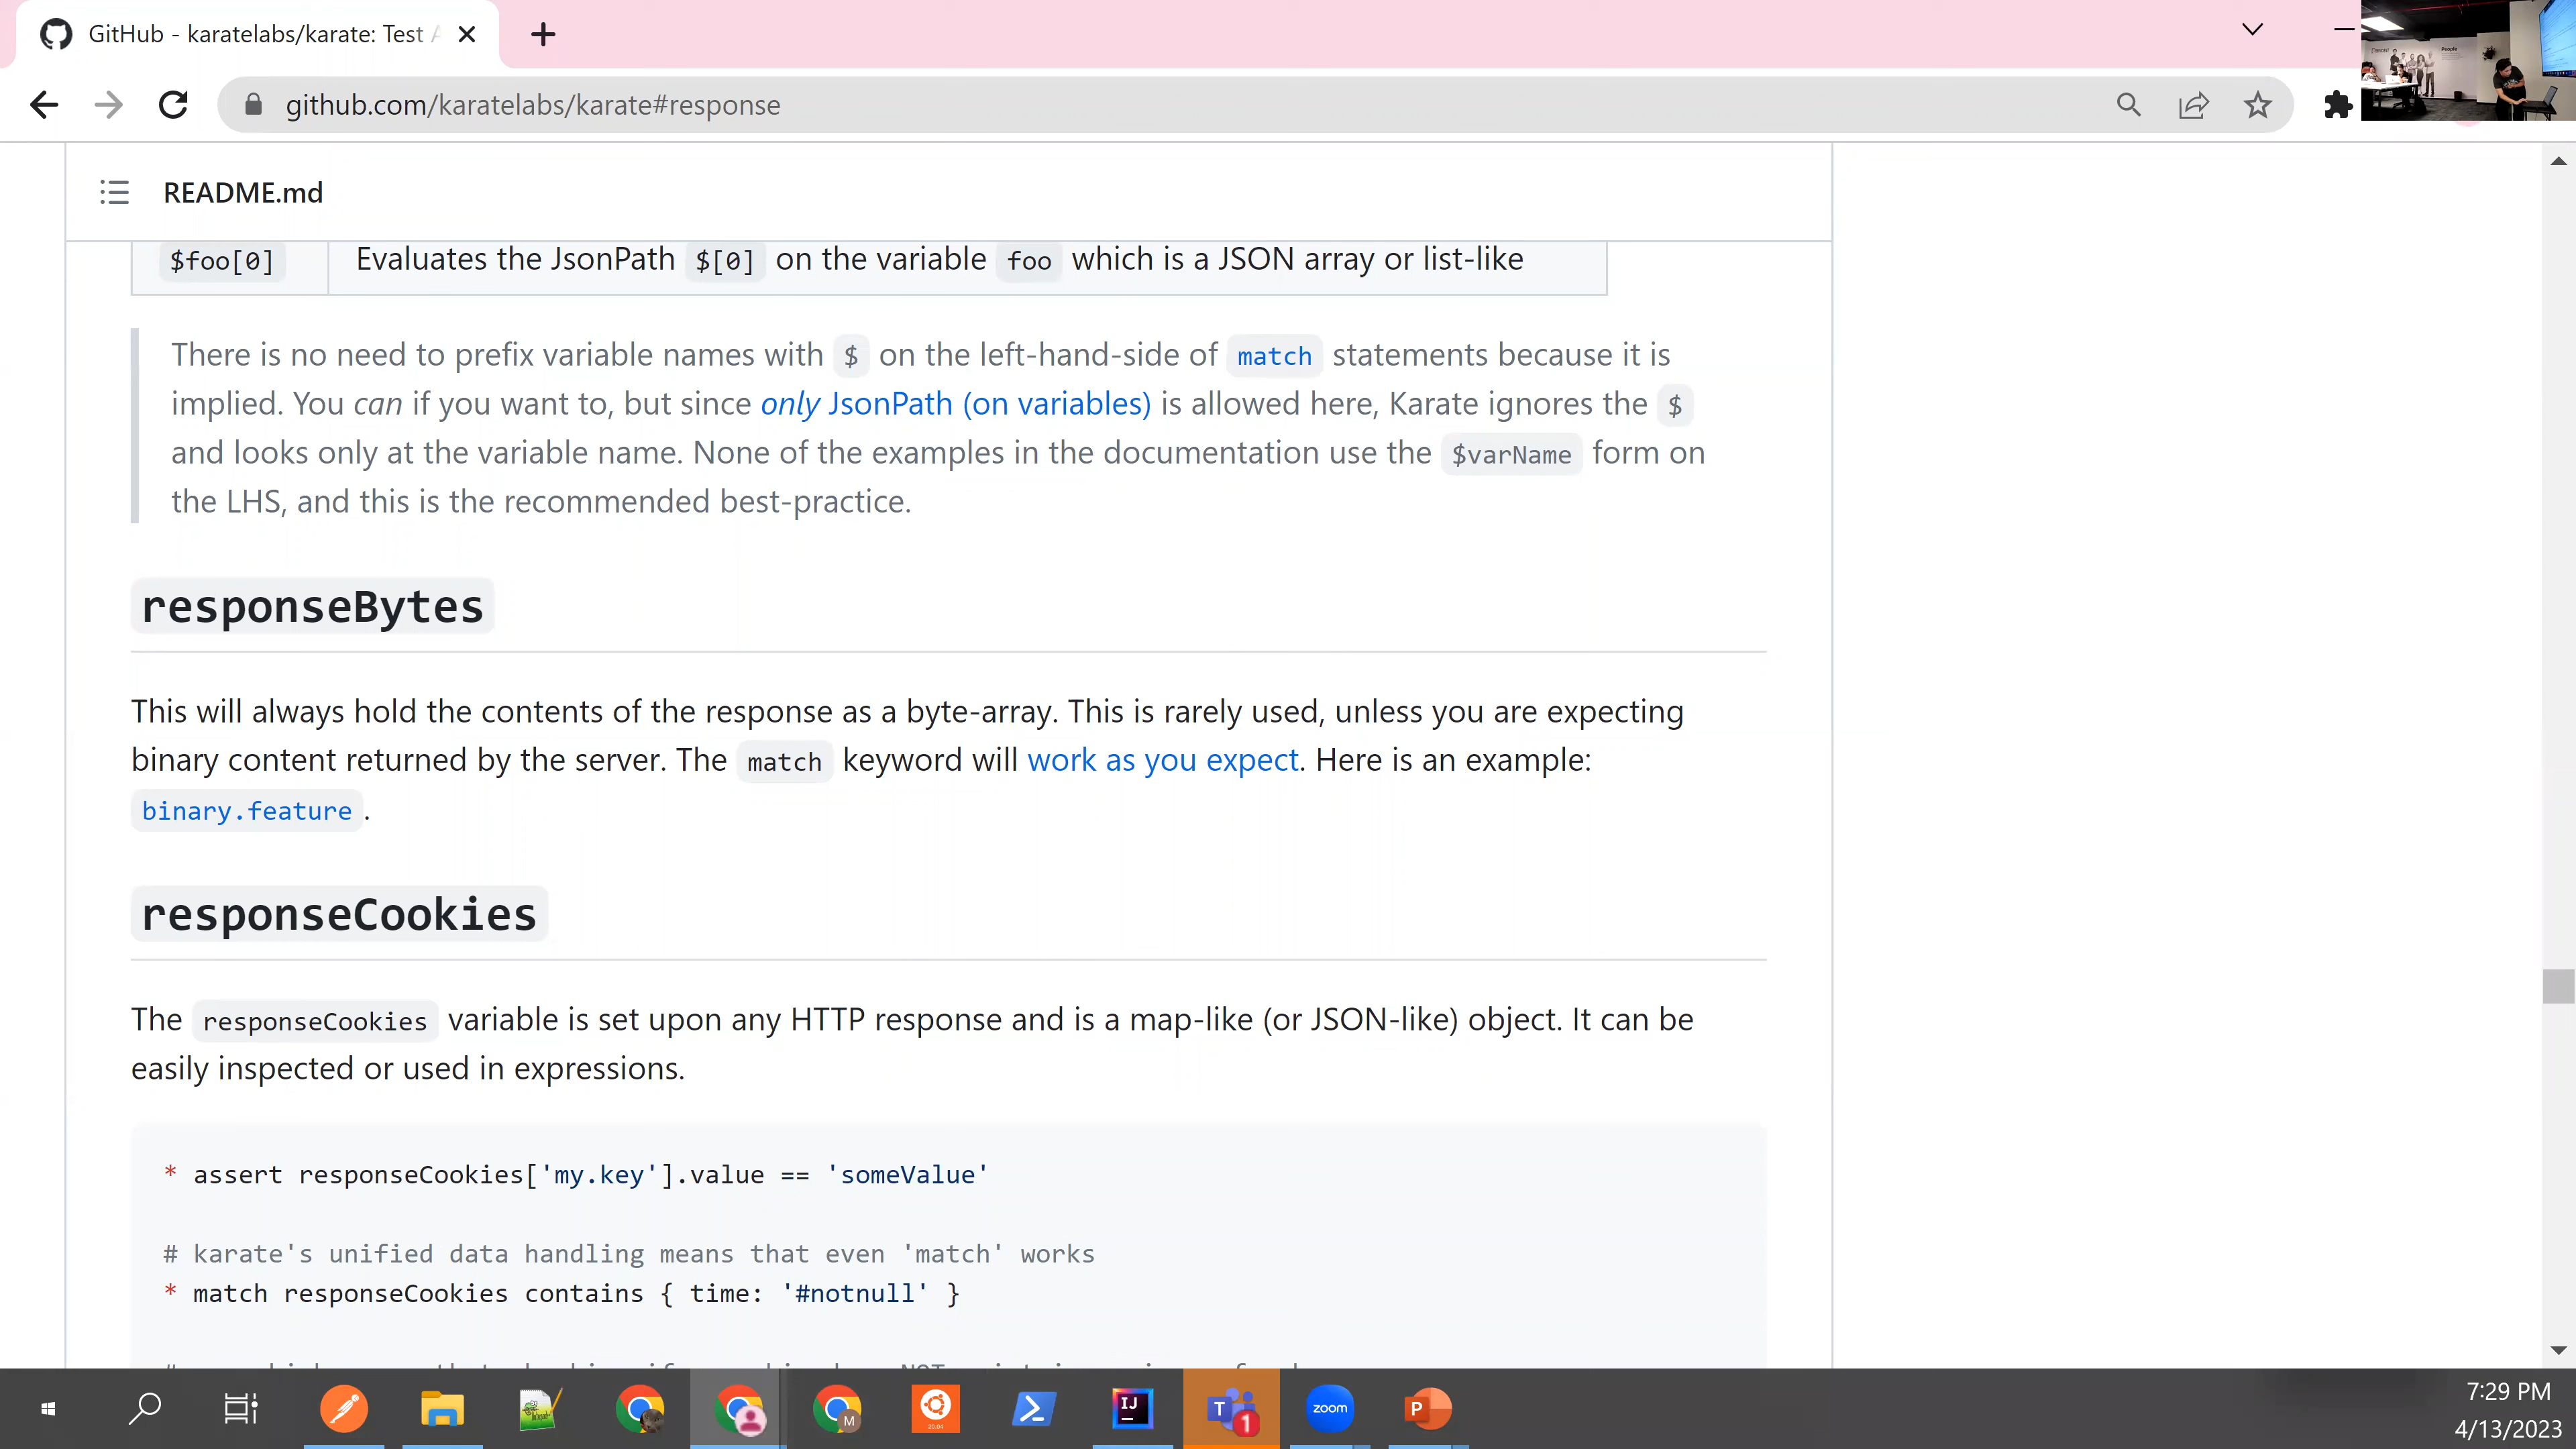 GitHub - karatelabs/karate: Test A
github.com/karatelabs/karate#response
README.md
$foo[0] Evaluates the JsonPath $[0] on the variable foo which is a JSON array or list-like
There is no need to prefix variable names with $ on the left-hand-side of match statements because it is
implied. You can if you want to, but since only JsonPath (on variables) is allowed here, Karate ignores the $
and looks only at the variable name. None of the examples in the documentation use the $varName form on
the LHS, and this is the recommended best-practice.
responseBytes
This will always hold the contents of the response as a byte-array. This is rarely used, unless you are expecting
binary content returned by the server. The match keyword will work as you expect. Here is an example:
binary.feature.
responseCookies
The responseCookies variable is set upon any HTTP response and is a map-like (or JSON-like) object. It can be
easily inspected or used in expressions.
* assert responseCookies['my.key'].value == 'someValue'
# karate's unified data handling means that even 'match' works
* match responseCookies contains { time: '#notnull' }
M
20.04
IJ
T
1
zoom
P
7:29 PM
4/13/2023
People